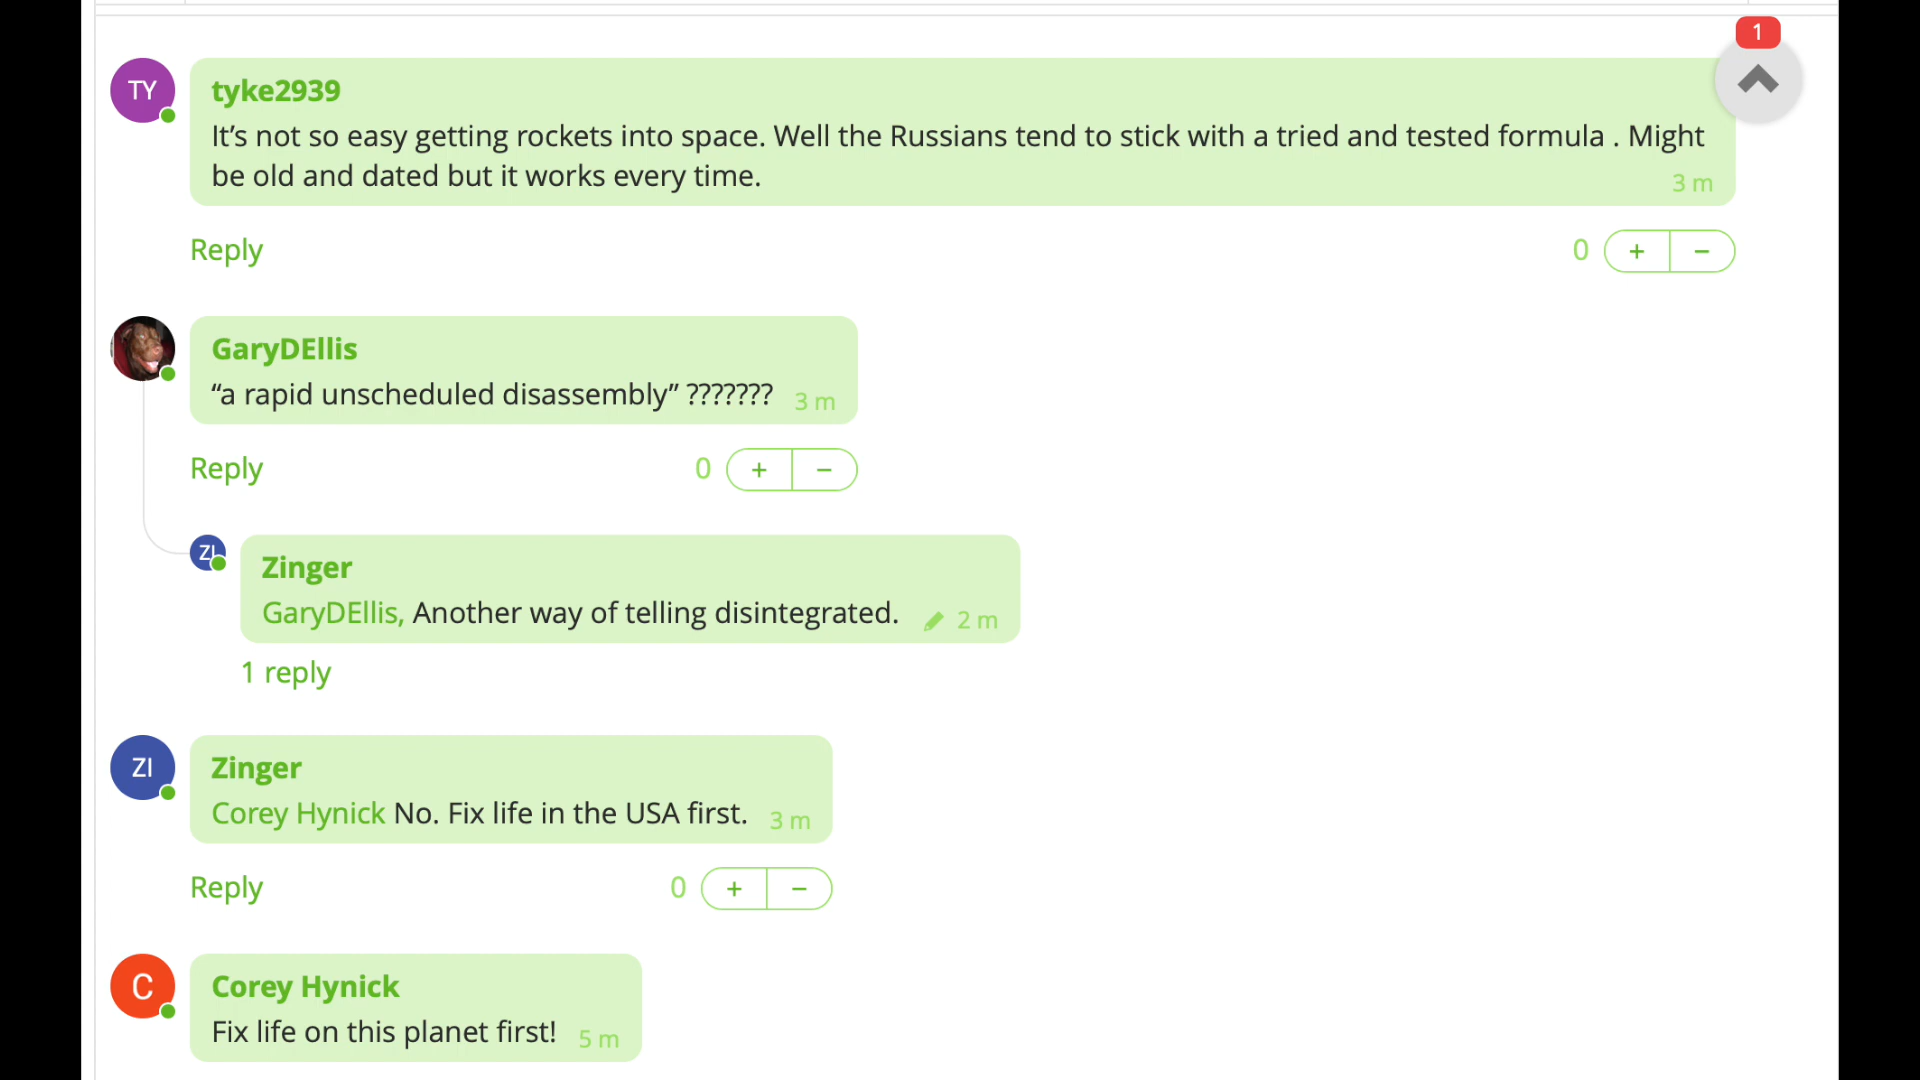 1
TY
tyke2939
It’s not so easy getting rockets into space. Well the Russians tend to stick with a tried and tested formula . Might
be old and dated but it works every time.
3 m
Reply
0 + −
GaryDEllis
“a rapid unscheduled disassembly” ??????? 3 m
Reply
0 + −
ZI
Zinger
GaryDEllis, Another way of telling disintegrated. 2 m
1 reply
ZI
Zinger
Corey Hynick No. Fix life in the USA first. 3 m
Reply
0 + −
C
Corey Hynick
Fix life on this planet first! 5 m